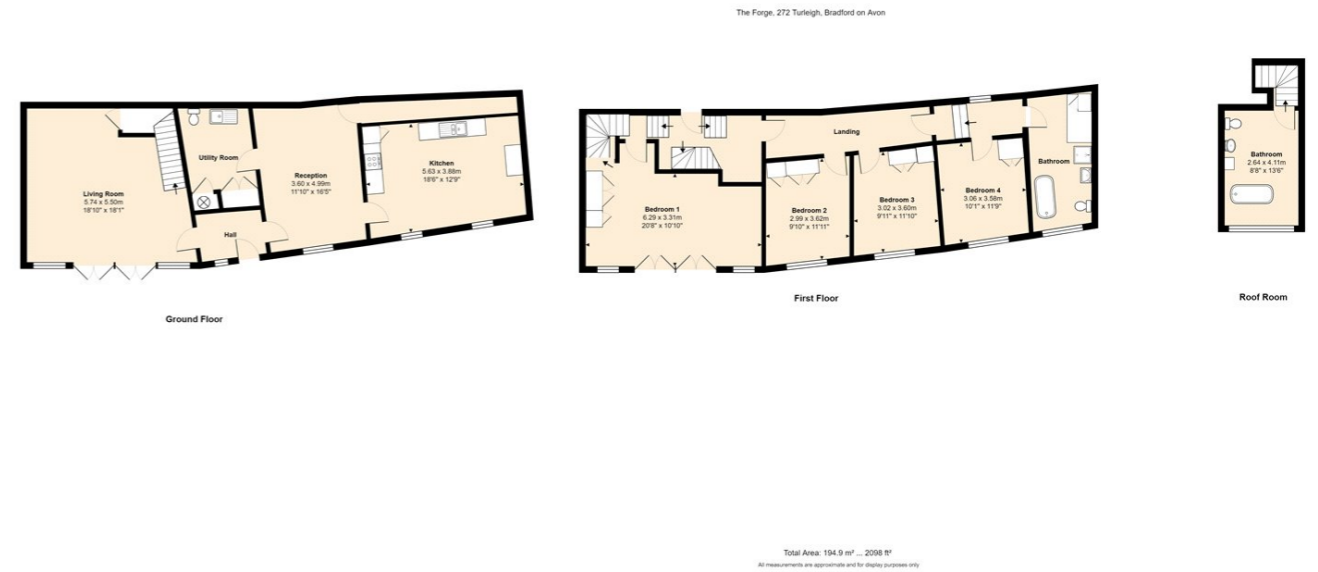 The Forge, 272 Turleigh, Bradford on Avon
Living Room
5.74 x 5.50m
18'10" x 18'1"
Utility Room
Hall
Reception
3.60 x 4.99m
11'10" x 16'5"
Kitchen
5.63 x 3.88m
18'6" x 12'9"
Ground Floor
Landing
Bedroom 1
6.29 x 3.31m
20'8" x 10'10"
Bedroom 2
2.99 x 3.62m
9'10" x 11'11"
Bedroom 3
3.02 x 3.60m
9'11" x 11'10"
Bedroom 4
3.06 x 3.58m
10'1" x 11'9"
Bathroom
First Floor
Bathroom
2.64 x 4.11m
8'8" x 13'6"
Roof Room
Total Area: 194.9 m² ... 2098 ft²
All measurements are approximate and for display purposes only